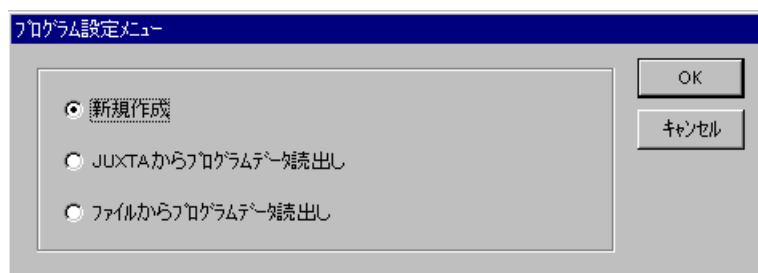 プログラム設定メニュー
新規作成
JUXTAからプログラムデータ読出し
ファイルからプログラムデータ読出し
OK
キャンセル